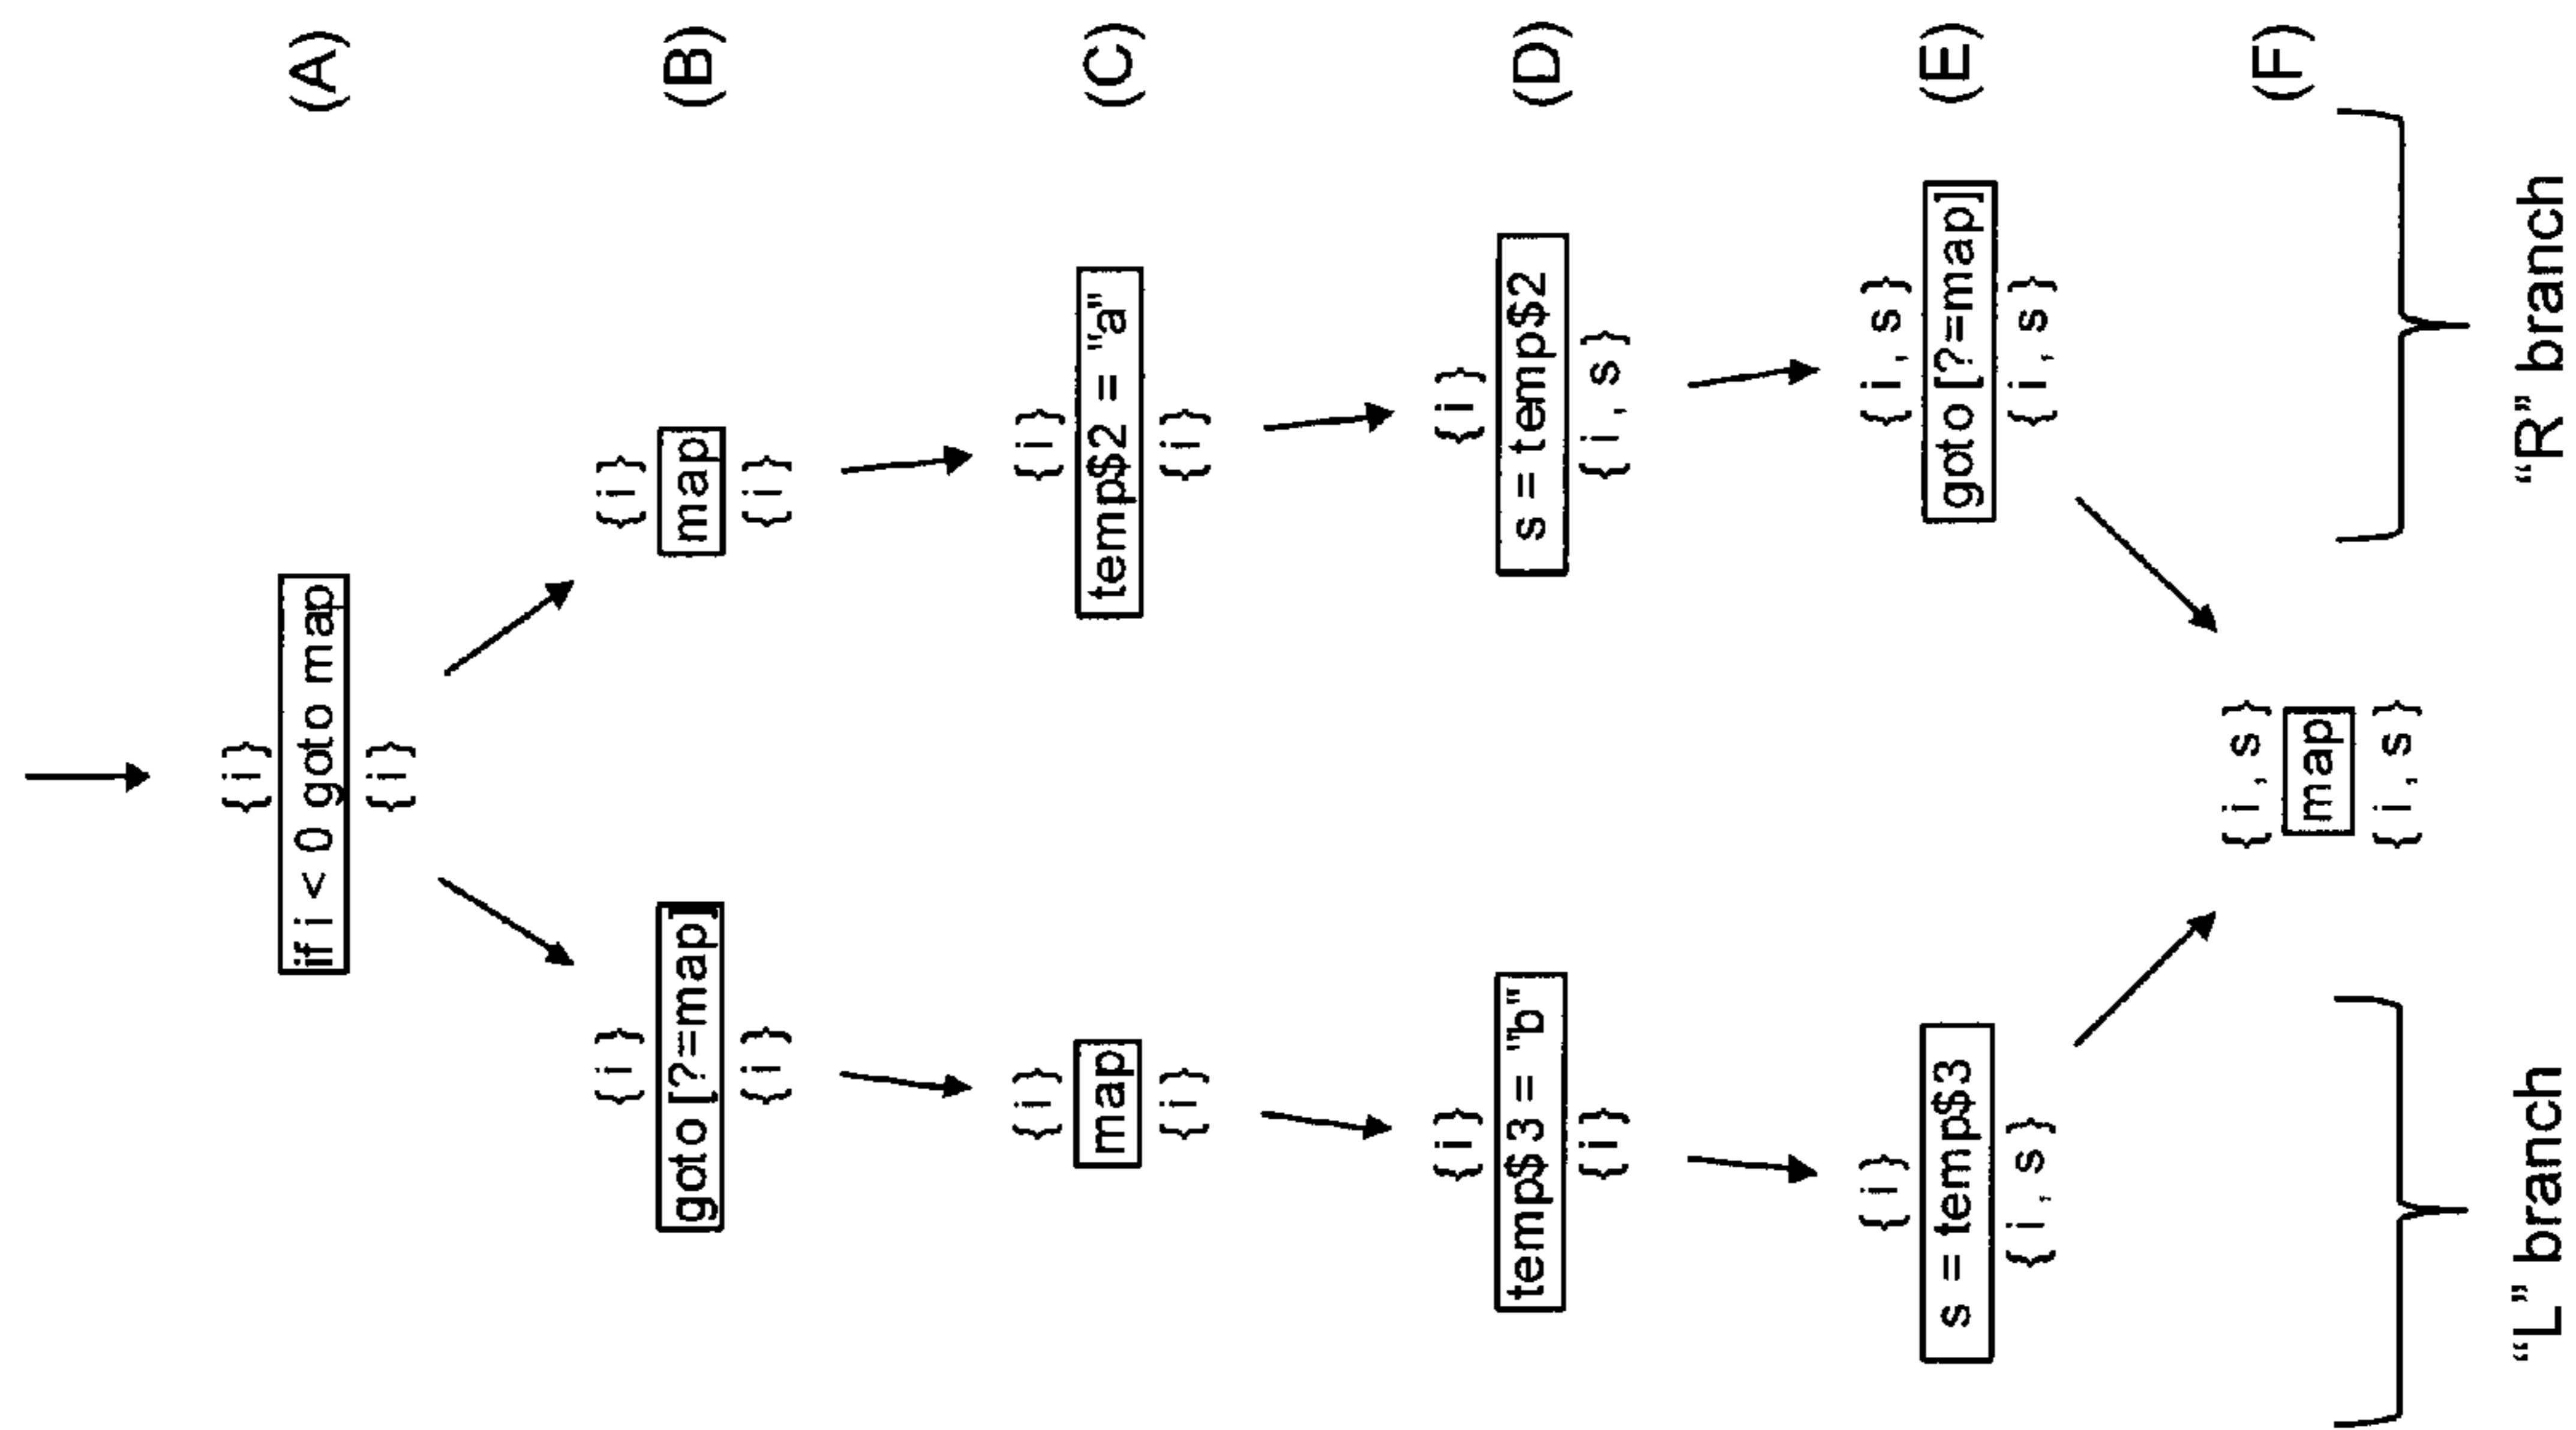 { i }
if i < 0 goto map
{ i }
(A)
{ i }
goto [?=map]
{ i }
{ i }
map
{ i }
(B)
{ i }
map
{ i }
{ i }
temp$2 = "a"
{ i }
(C)
{ i }
temp$3 = "b"
{ i }
{ i }
s = temp$2
{ i , s }
(D)
{ i }
s = temp$3
{ i , s }
{ i , s }
goto [?=map]
{ i , s }
(E)
{ i , s }
map
{ i , s }
(F)
“L” branch
“R” branch